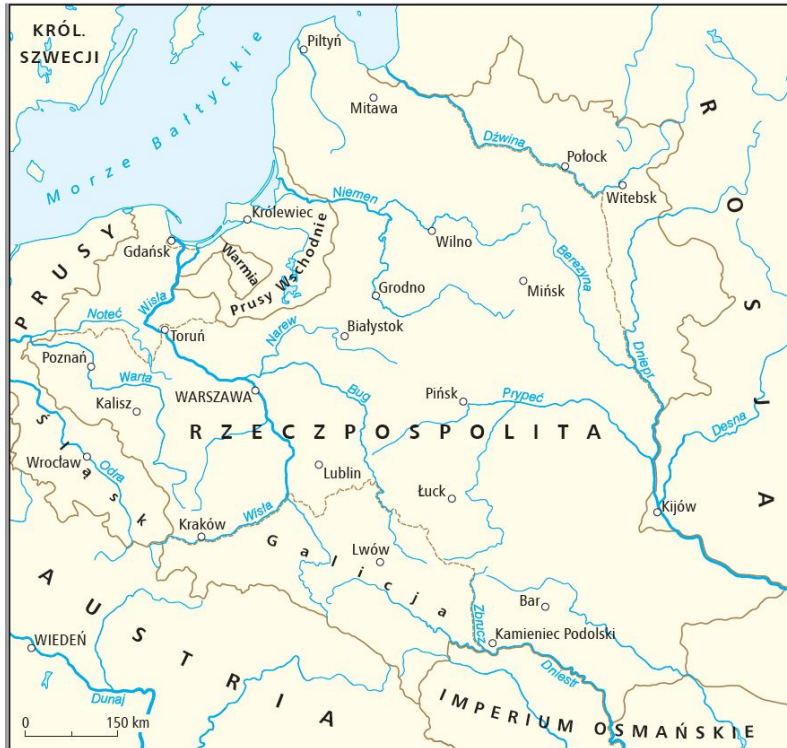 KRÓL.
SZWECJI
Morze Bałtyckie
Piltyń
Mitawa
R O S J A
Dźwina
Połock
Witebsk
Niemen
Królewiec
Gdańsk
PRUSY
Warmia
Prusy Wschodnie
Wilno
Berezyna
Grodno
Mińsk
Wisła
Noteć
Toruń
Narew
Białystok
Dniepr
Poznań
Warta
WARSZAWA
Bug
Pińsk
Prypeć
Kalisz
Desna
RZECZPOSPOLITA
Śląsk
Wrocław
Odra
Lublin
Łuck
Kijów
Wisła
Kraków
Galicja
Lwów
Bar
Zbrucz
Kamieniec Podolski
AUSTRIA
WIEDEŃ
Dniestr
Dunaj
IMPERIUM OSMAŃSKIE
0 150 km